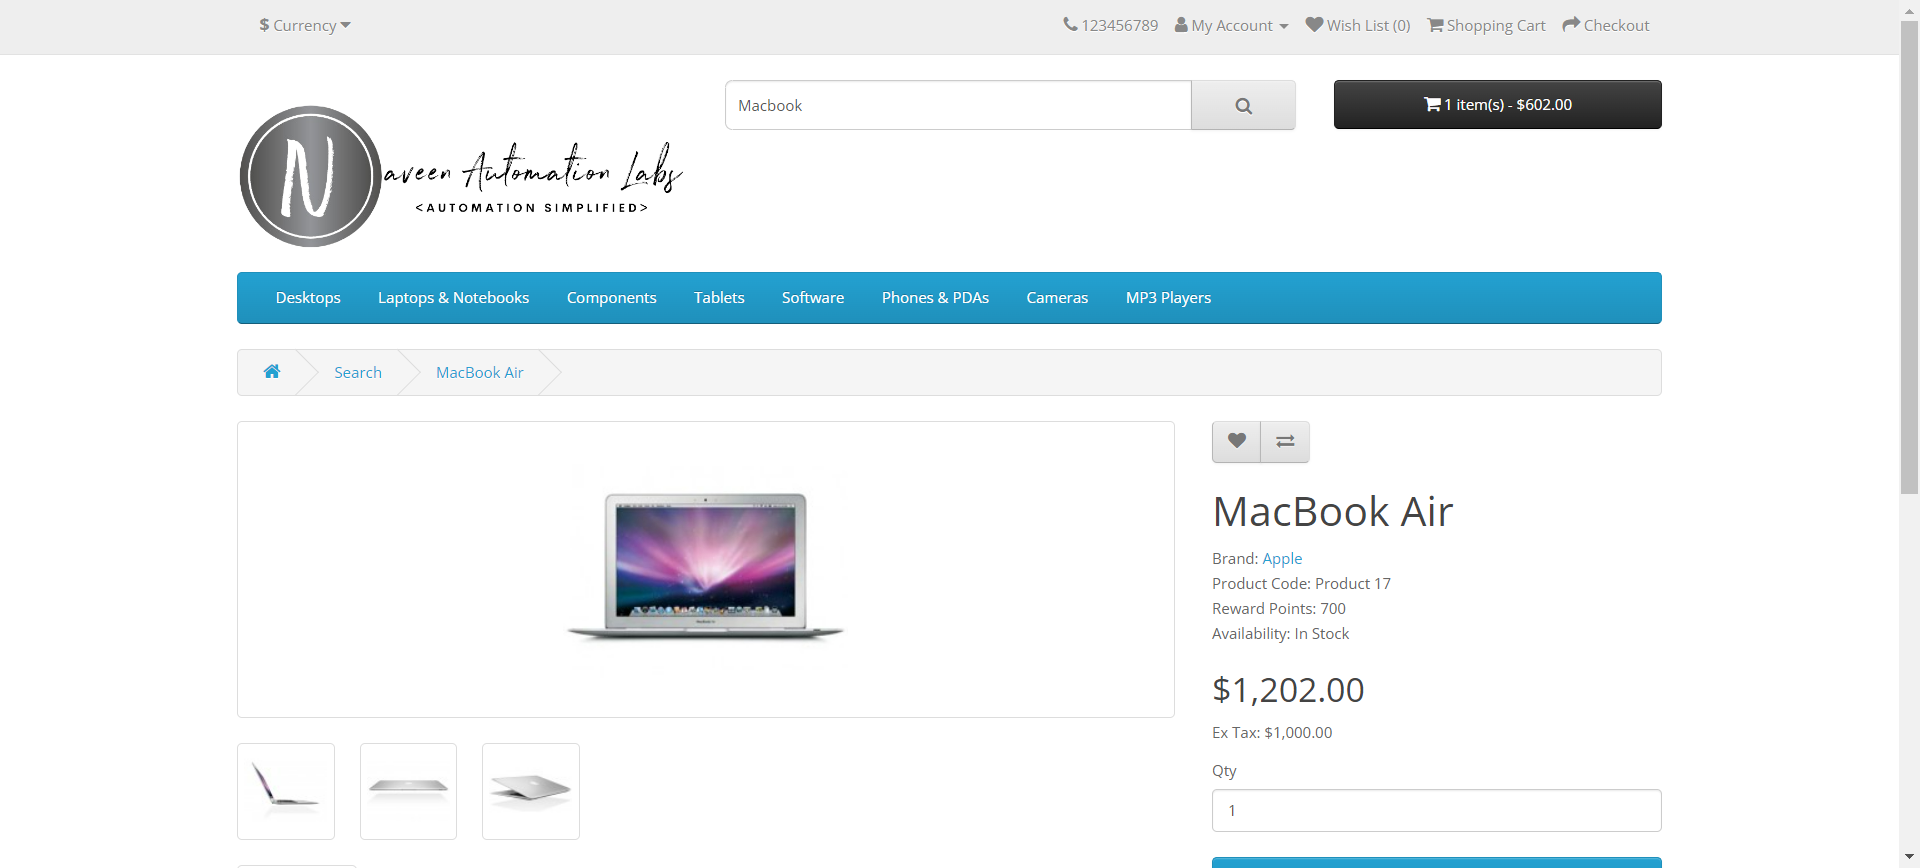 $ Currency
123456789 My Account Wish List (0) Shopping Cart Checkout
Macbook
1 item(s) - $602.00
N
aveen Automation Labs
<AUTOMATION SIMPLIFIED>
Desktops Laptops & Notebooks Components Tablets Software Phones & PDAs Cameras MP3 Players
Search MacBook Air
MacBook Air
Brand: Apple
Product Code: Product 17
Reward Points: 700
Availability: In Stock
$1,202.00
Ex Tax: $1,000.00
Qty
1